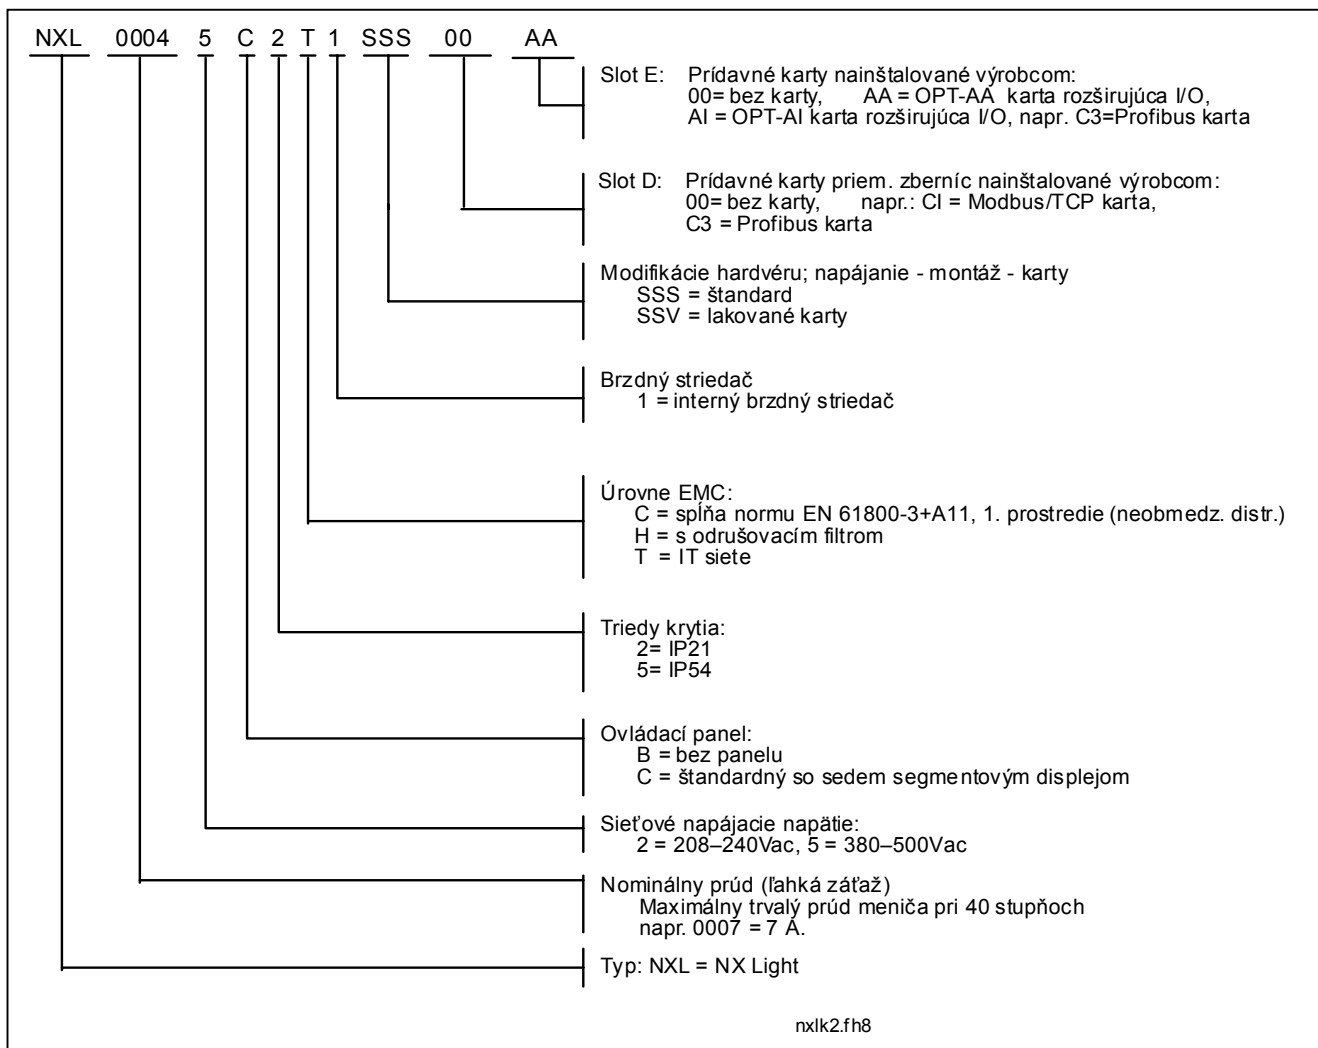 NXL 0004 5 C 2 T 1 SSS 00 AA
Slot E: Prídavné karty nainštalované výrobcom:
00= bez karty, AA = OPT-AA karta rozširujúca I/O,
AI = OPT-AI karta rozširujúca I/O, napr. C3=Profibus karta
Slot D: Prídavné karty priem. zberníc nainštalované výrobcom:
00= bez karty, napr.: CI = Modbus/TCP karta,
C3 = Profibus karta
Modifikácie hardvéru; napájanie - montáž - karty
SSS = štandard
SSV = lakované karty
Brzdný striedač
1 = interný brzdný striedač
Úrovne EMC:
C = spĺňa normu EN 61800-3+A11, 1. prostredie (neobmedz. distr.)
H = s odrušovacím filtrom
T = IT siete
Triedy krytia:
2= IP21
5= IP54
Ovládací panel:
B = bez panelu
C = štandardný so sedem segmentovým displejom
Sieťové napájacie napätie:
2 = 208–240Vac, 5 = 380–500Vac
Nominálny prúd (ľahká záťaž)
Maximálny trvalý prúd meniča pri 40 stupňoch
napr. 0007 = 7 A.
Typ: NXL = NX Light
nxlk2.fh8